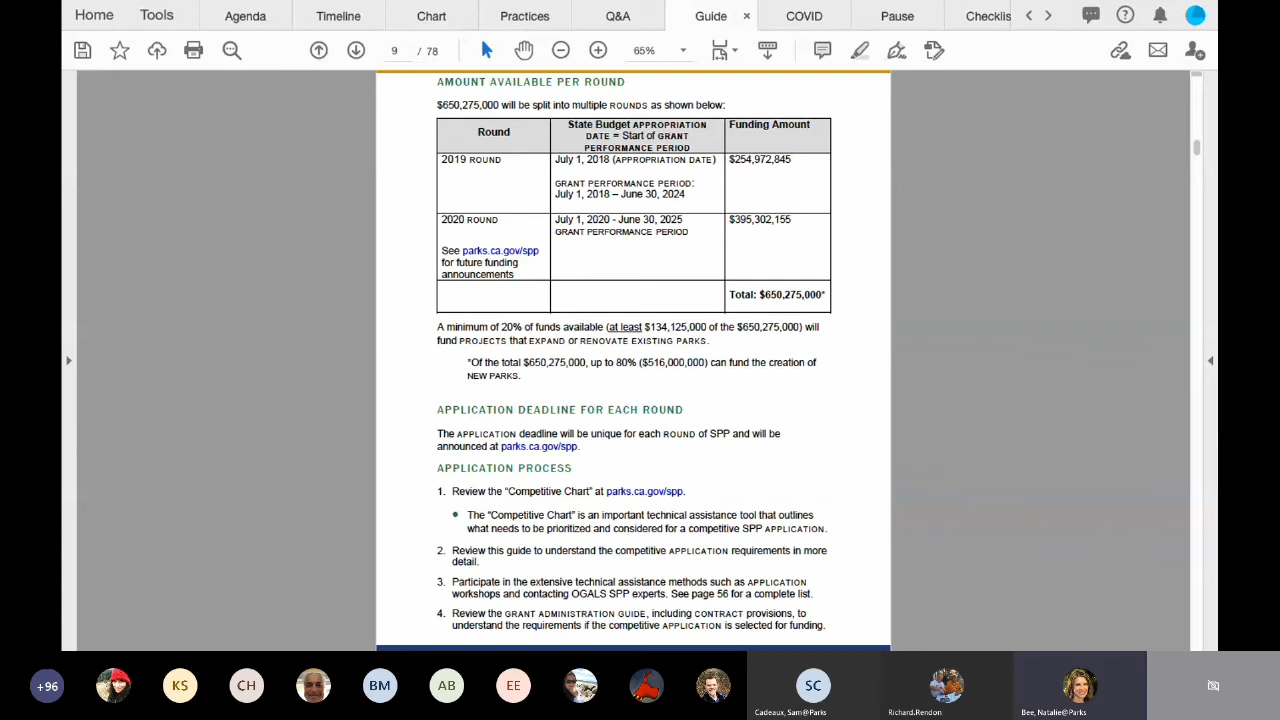 Home Tools Agenda Timeline Chart Practices Q&A Guide × COVID Pause Checklis
9 / 78 65%
AMOUNT AVAILABLE PER ROUND
$650,275,000 will be split into multiple ROUNDS as shown below:
Round
State Budget APPROPRIATION
DATE = Start of GRANT
PERFORMANCE PERIOD
Funding Amount
2019 ROUND
July 1, 2018 (APPROPRIATION DATE)
GRANT PERFORMANCE PERIOD:
July 1, 2018 – June 30, 2024
$254,972,845
2020 ROUND
See parks.ca.gov/spp
for future funding
announcements
July 1, 2020 - June 30, 2025
GRANT PERFORMANCE PERIOD
$395,302,155
Total: $650,275,000*
A minimum of 20% of funds available (at least $134,125,000 of the $650,275,000) will
fund PROJECTS that EXPAND or RENOVATE EXISTING PARKS.
*Of the total $650,275,000, up to 80% ($516,000,000) can fund the creation of
NEW PARKS.
APPLICATION DEADLINE FOR EACH ROUND
The APPLICATION deadline will be unique for each ROUND of SPP and will be
announced at parks.ca.gov/spp.
APPLICATION PROCESS
1. Review the “Competitive Chart” at parks.ca.gov/spp.
• The “Competitive Chart” is an important technical assistance tool that outlines
what needs to be prioritized and considered for a competitive SPP APPLICATION.
2. Review this guide to understand the competitive APPLICATION requirements in more
detail.
3. Participate in the extensive technical assistance methods such as APPLICATION
workshops and contacting OGALS SPP experts. See page 56 for a complete list.
4. Review the GRANT ADMINISTRATION GUIDE, including CONTRACT provisions, to
understand the requirements if the competitive APPLICATION is selected for funding.
+96 KS CH BM AB EE SC
Cadeaux, Sam@Parks Richard.Rendon Bee, Natalie@Parks